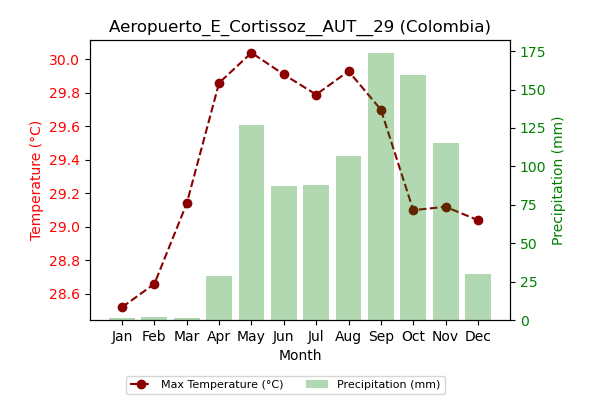 Aeropuerto_E_Cortissoz__AUT__29 (Colombia)
30.0
29.8
29.6
29.4
29.2
29.0
28.8
28.6
Temperature (°C)
175
150
125
100
75
50
25
0
Precipitation (mm)
Jan Feb Mar Apr May Jun Jul Aug Sep Oct Nov Dec
Month
Max Temperature (°C) Precipitation (mm)